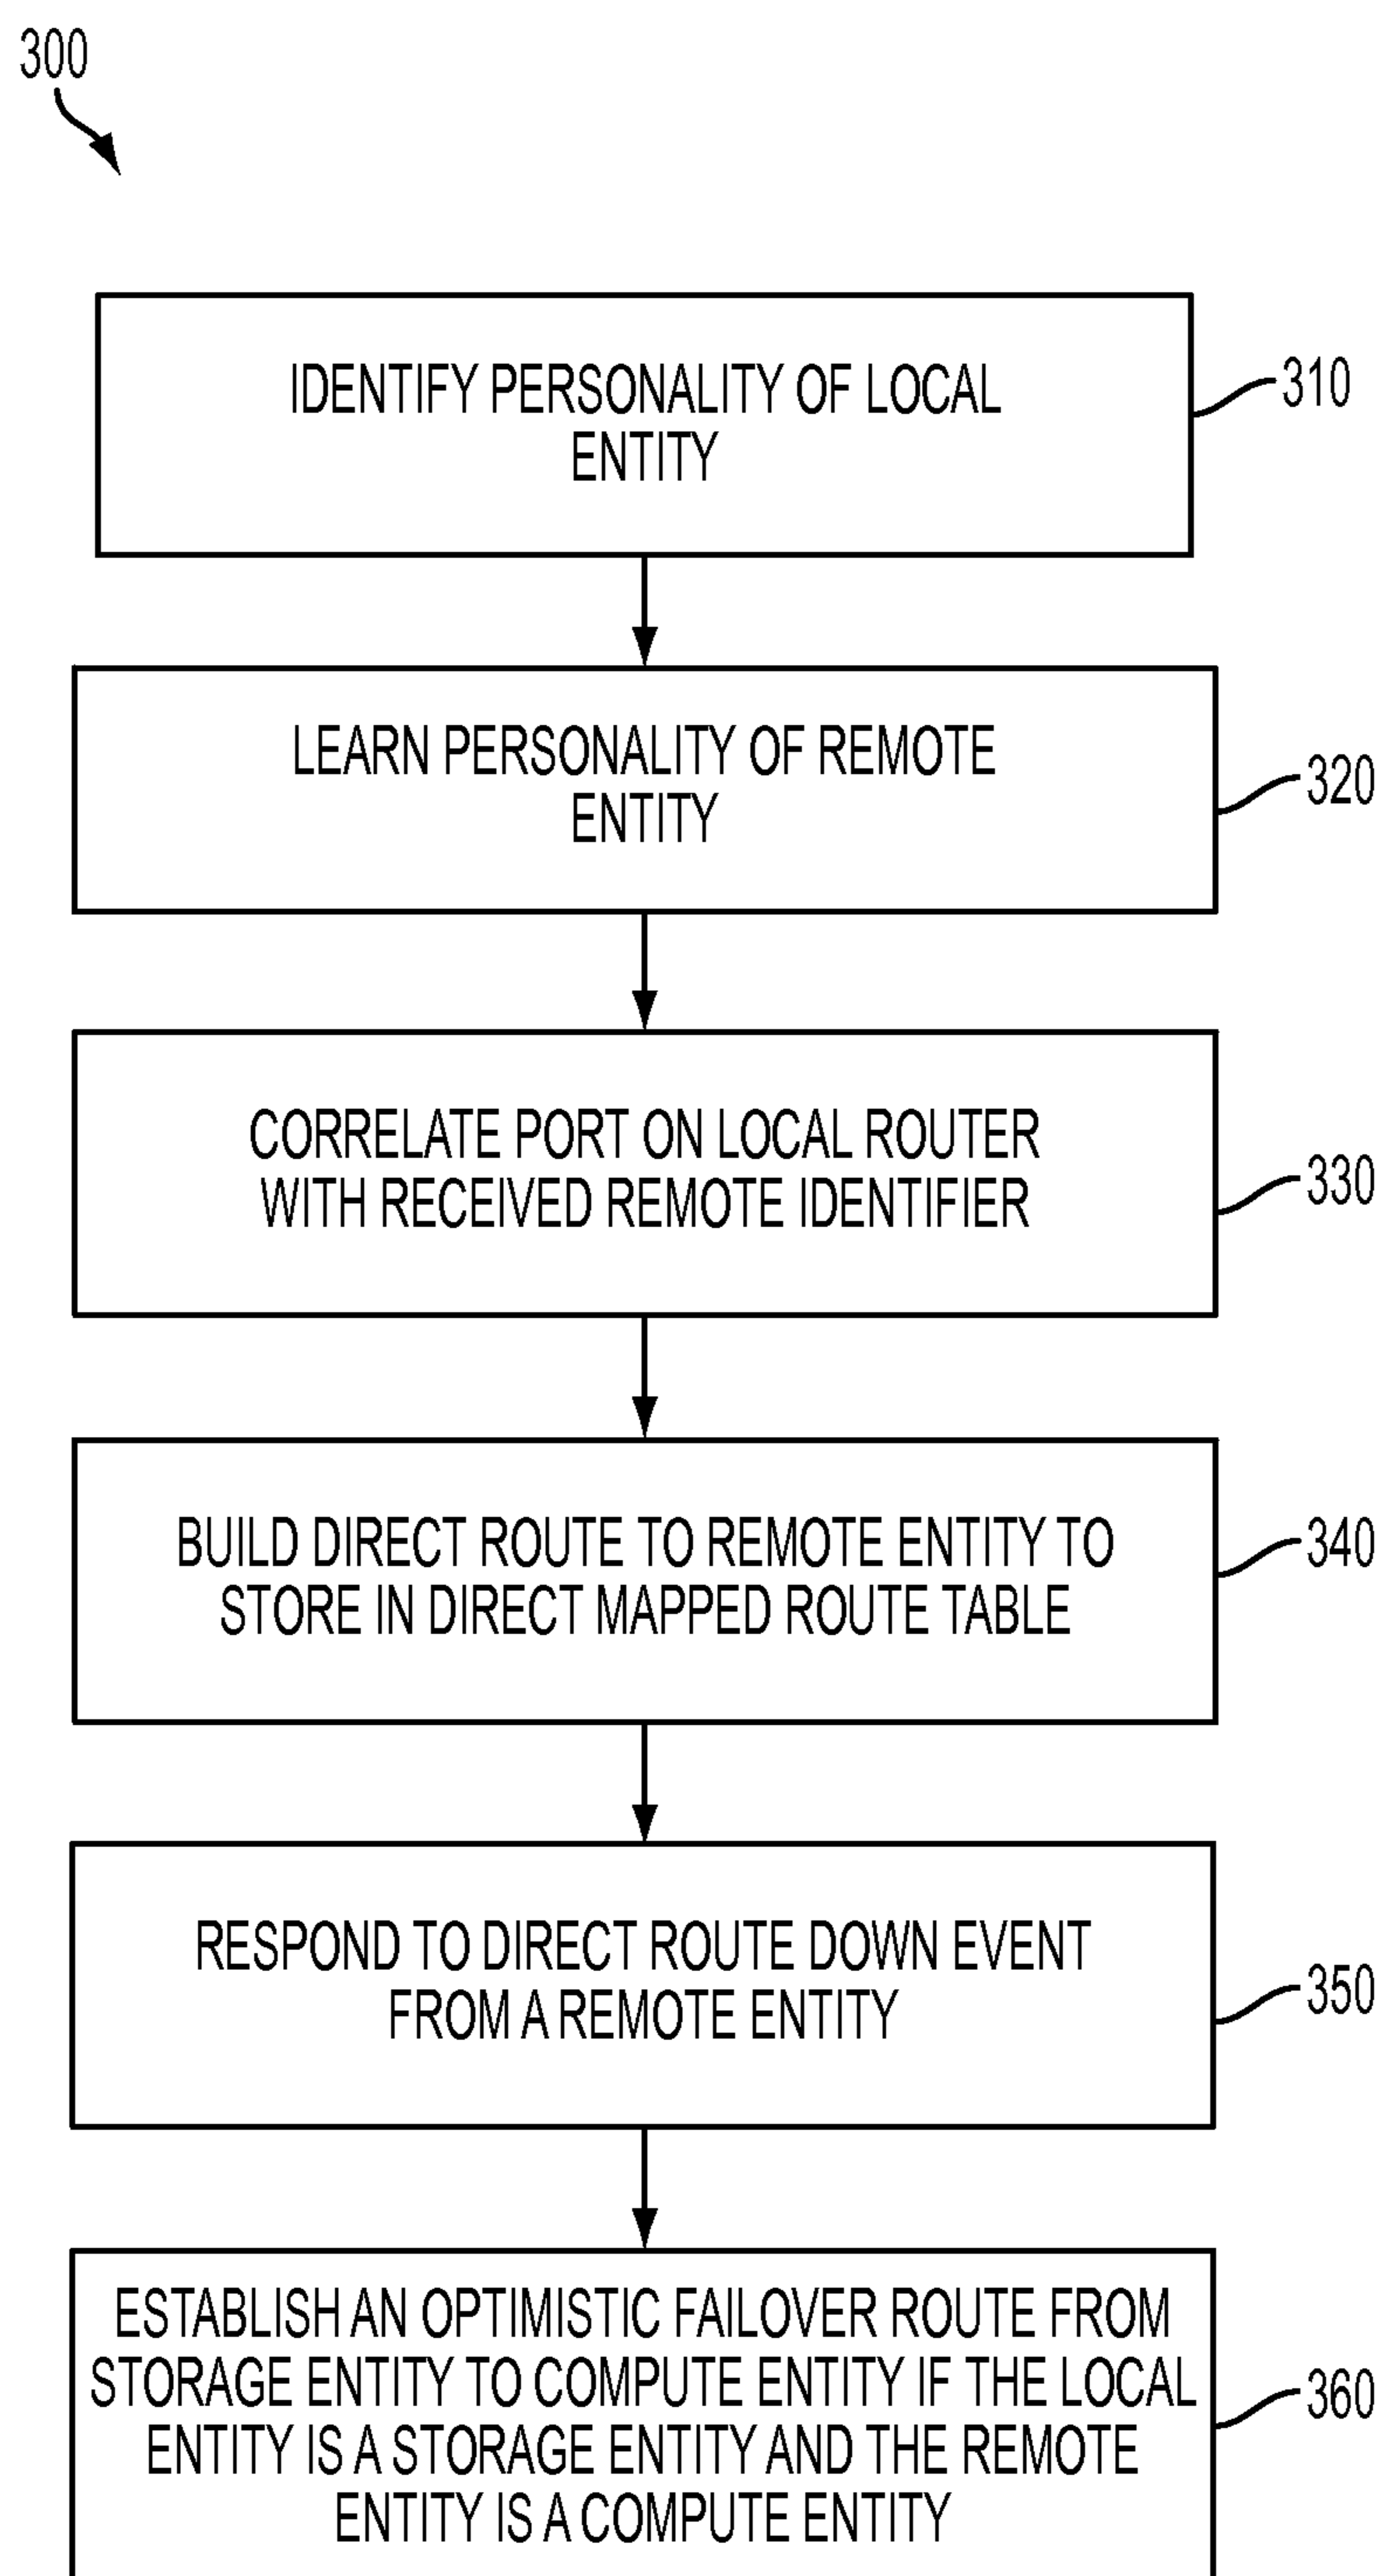 300
IDENTIFY PERSONALITY OF LOCAL
ENTITY
310
LEARN PERSONALITY OF REMOTE
ENTITY
320
CORRELATE PORT ON LOCAL ROUTER
WITH RECEIVED REMOTE IDENTIFIER
330
BUILD DIRECT ROUTE TO REMOTE ENTITY TO
STORE IN DIRECT MAPPED ROUTE TABLE
340
RESPOND TO DIRECT ROUTE DOWN EVENT
FROM A REMOTE ENTITY
350
ESTABLISH AN OPTIMISTIC FAILOVER ROUTE FROM
STORAGE ENTITY TO COMPUTE ENTITY IF THE LOCAL
ENTITY IS A STORAGE ENTITY AND THE REMOTE
ENTITY IS A COMPUTE ENTITY
360